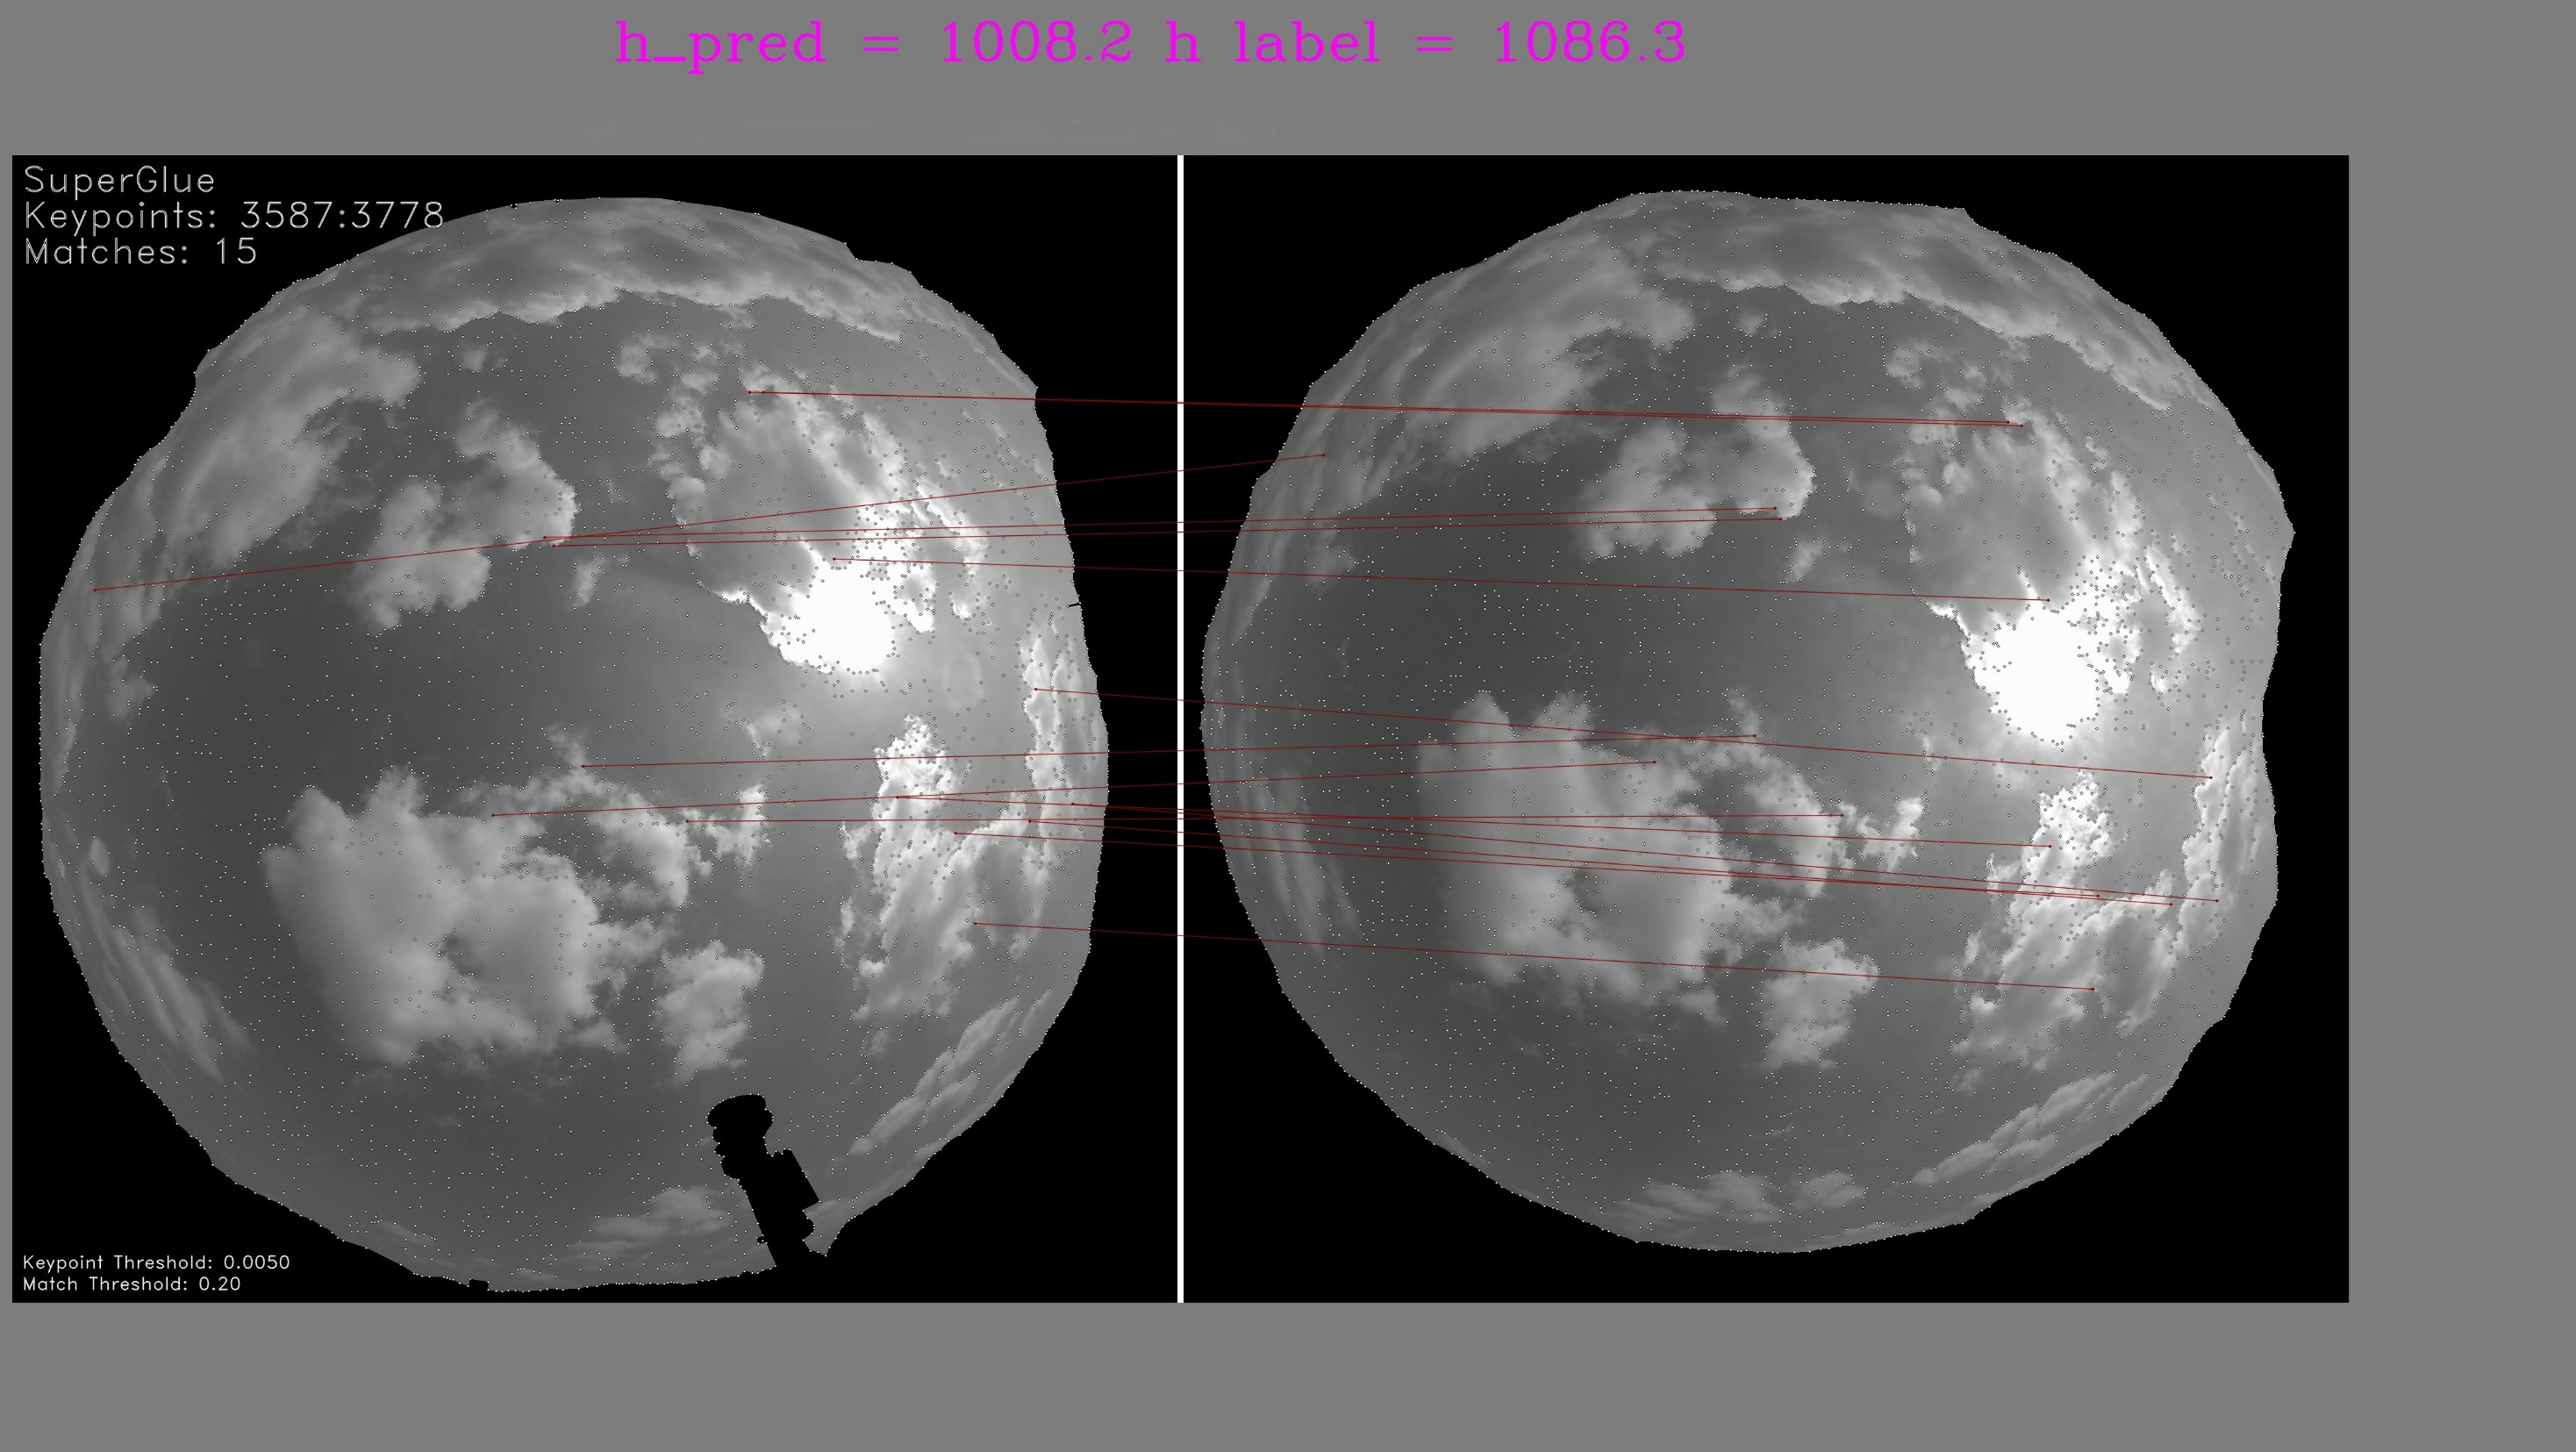 h_pred = 1008.2 h label = 1086.3
SuperGlue
Keypoints: 3587:3778
Matches: 15
Keypoint Threshold: 0.0050
Match Threshold: 0.20